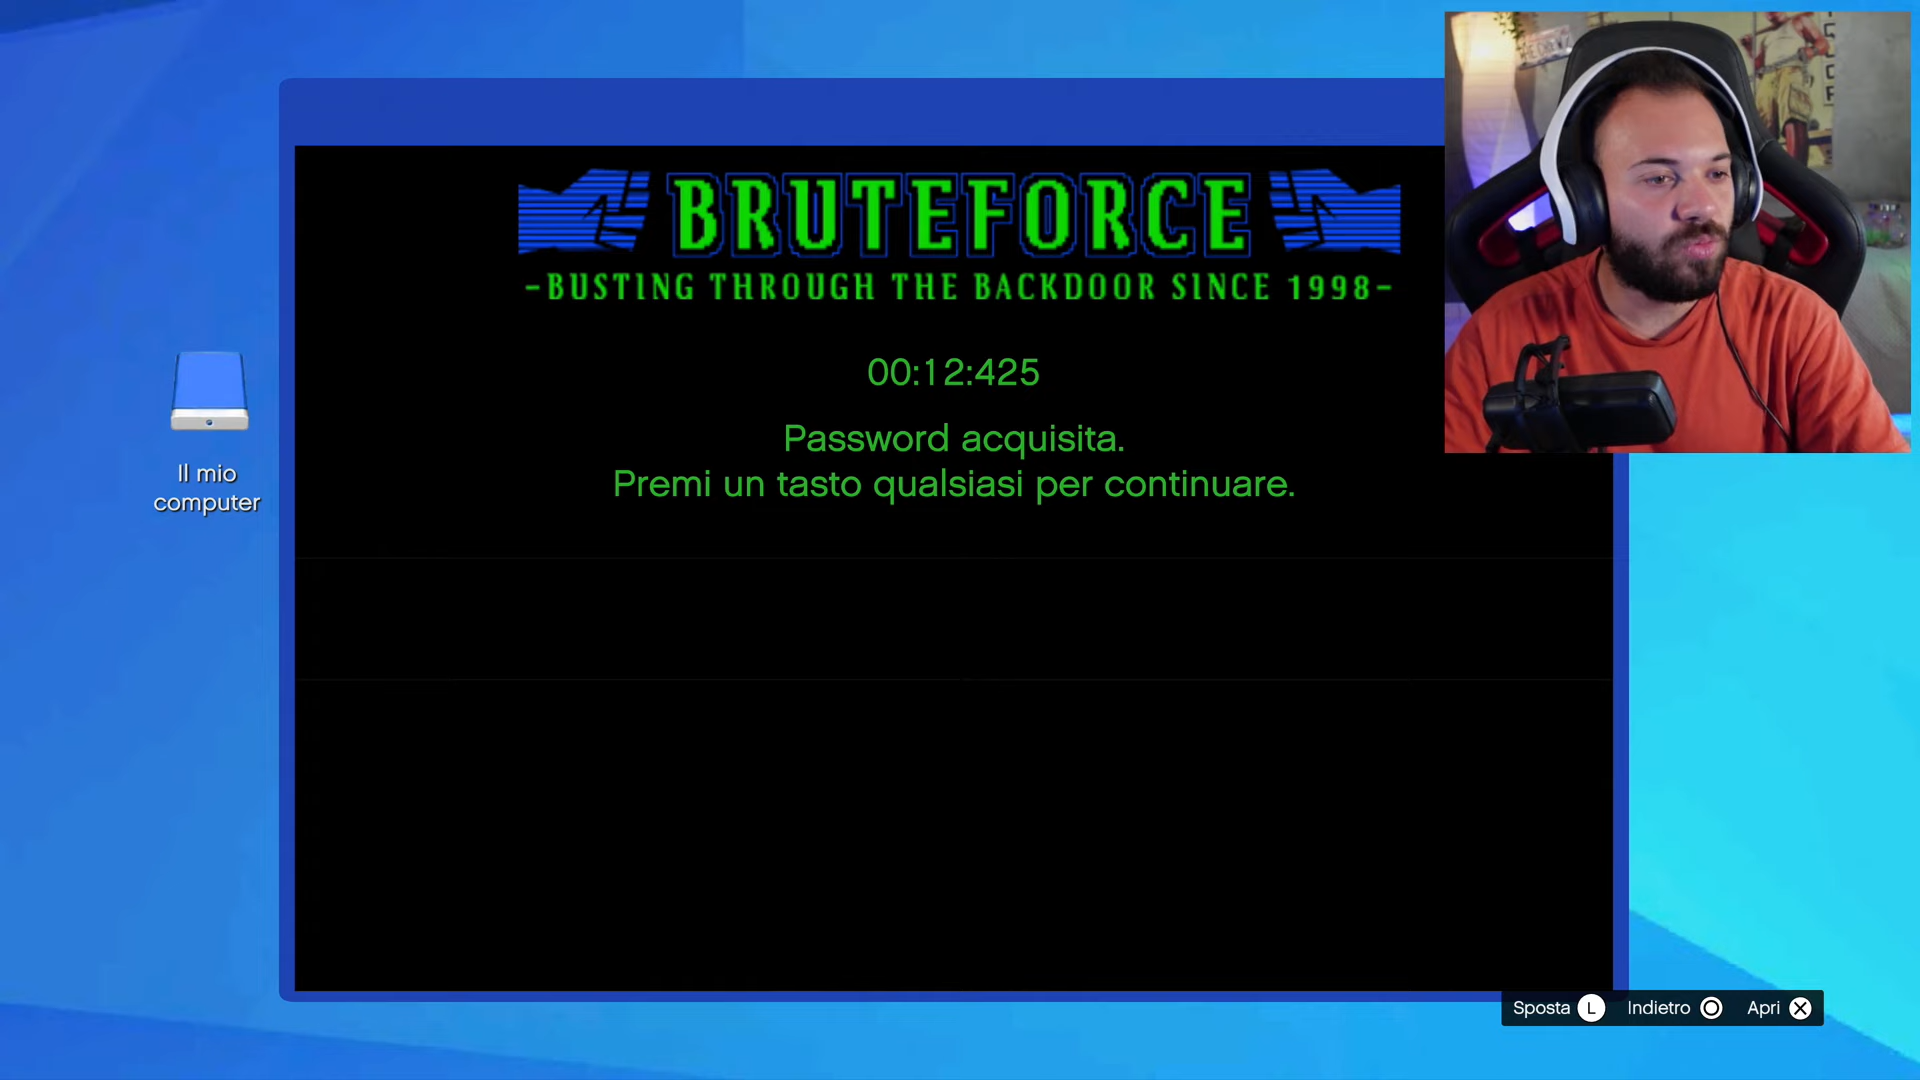 BRUTEFORCE
-BUSTING THROUGH THE BACKDOOR SINCE 1998-
00:12:425
Password acquisita.
Premi un tasto qualsiasi per continuare.
Il mio
computer
Sposta L Indietro Apri